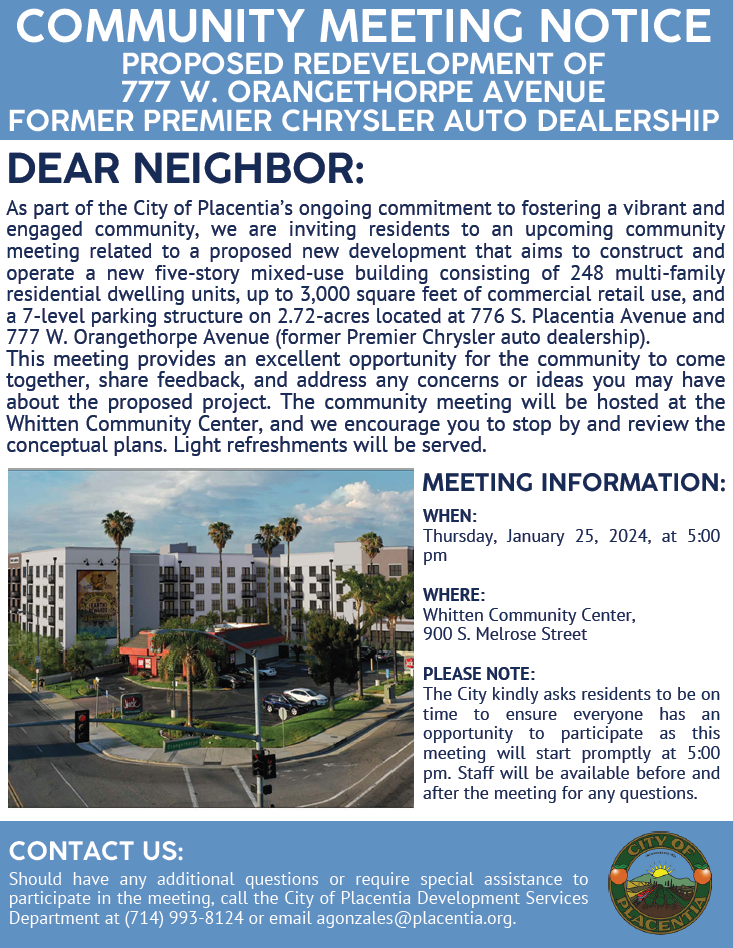 COMMUNITY MEETING NOTICE
PROPOSED REDEVELOPMENT OF
777 W. ORANGETHORPE AVENUE
FORMER PREMIER CHRYSLER AUTO DEALERSHIP
DEAR NEIGHBOR:
As part of the City of Placentia's ongoing commitment to fostering a vibrant and
engaged community, we are inviting residents to an upcoming community
meeting related to a proposed new development that aims to construct and
operate a new five-story mixed-use building consisting of 248 multi-family
residential dwelling units, up to 3,000 square feet of commercial retail use, and
a 7-level parking structure on 2.72-acres located at 776 S. Placentia Avenue and
777 W. Orangethorpe Avenue (former Premier Chrysler auto dealership).
This meeting provides an excellent opportunity for the community to come
together, share feedback, and address any concerns or ideas you may have
about the proposed project. The community meeting will be hosted at the
Whitten Community Center, and we encourage you to stop by and review the
conceptual plans. Light refreshments will be served.
MEETING INFORMATION:
WHEN:
Thursday, January 25, 2024, at 5:00
pm
WHERE:
Whitten Community Center,
900 S. Melrose Street
PLEASE NOTE:
The City kindly asks residents to be on
time to ensure everyone has an
opportunity to participate as this
meeting will start promptly at 5:00
pm. Staff will be available before and
after the meeting for any questions.
CONTACT US:
Should have any additional questions or require special assistance to
participate in the meeting, call the City of Placentia Development Services
Department at (714) 993-8124 or email agonzales@placentia.org.
CITY OF
PLACENTIA